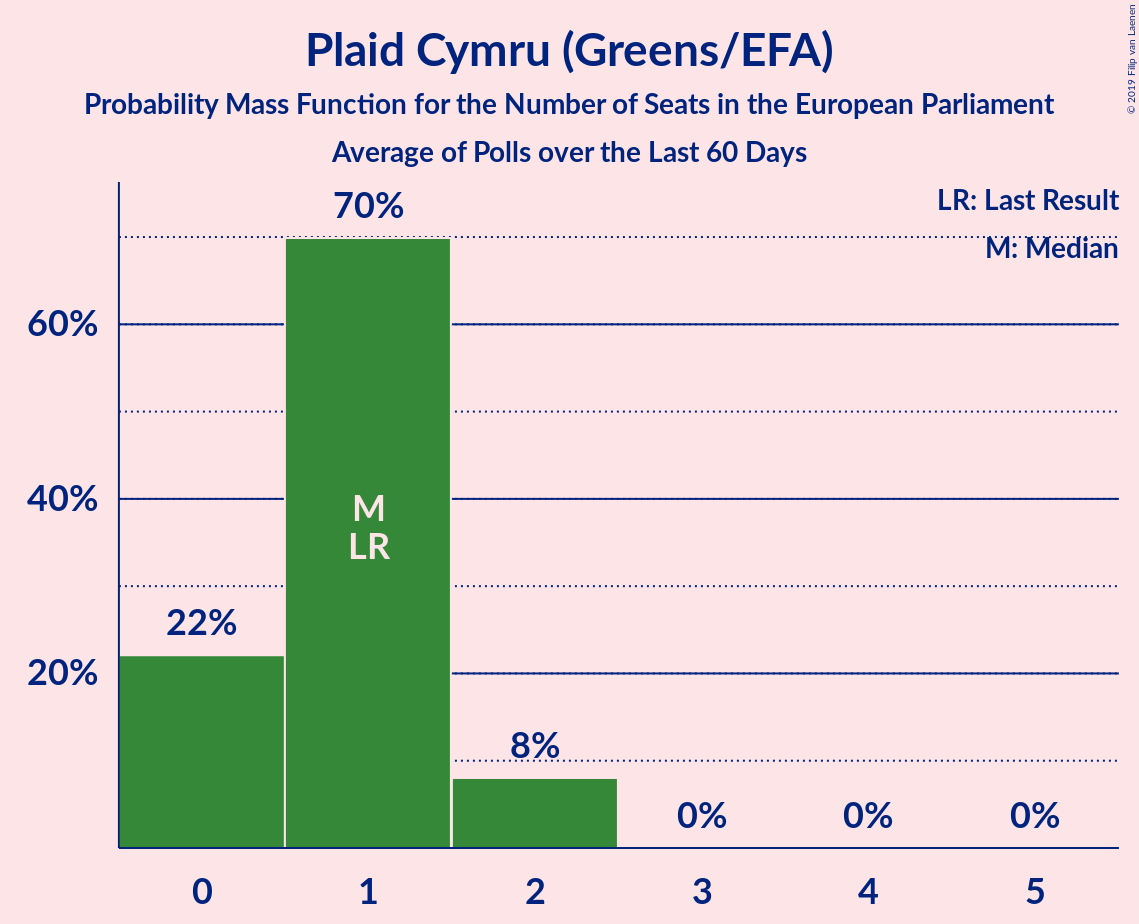 Plaid Cymru (Greens/EFA)
Probability Mass Function for the Number of Seats in the European Parliament
Average of Polls over the Last 60 Days
© 2019 Filip van Laenen
LR: Last Result
M: Median
70%
60%
40%
M
LR
22%
20%
8%
0% 0% 0%
0 1 2 3 4 5